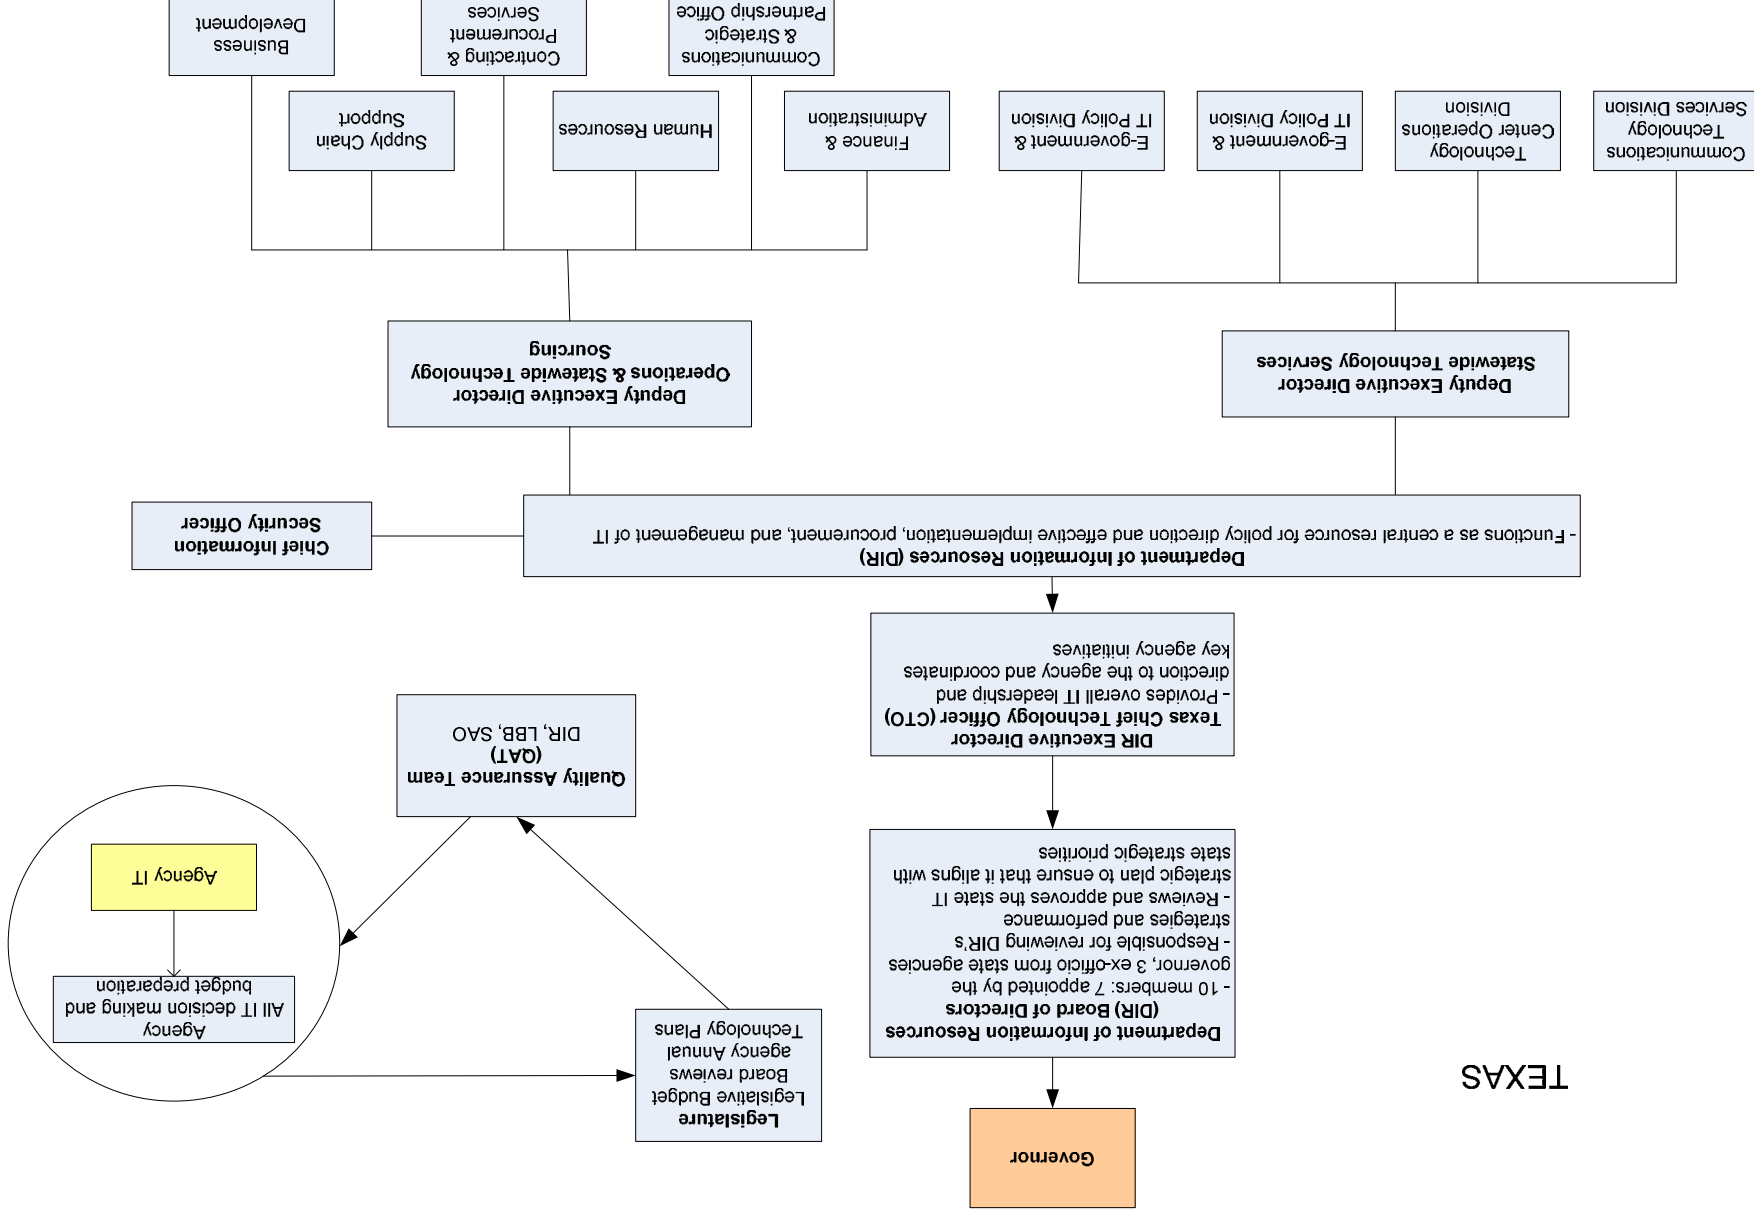 TEXAS
Governor
Department of Information Resources
(DIR) Board of Directors
- 10 members: 7 appointed by the
governor, 3 ex-officio from state agencies
- Responsible for reviewing DIR's
strategies and performance
- Reviews and approves the state IT
strategic plan to ensure that it aligns with
state strategic priorities
Legislature
Legislative Budget
Board reviews
agency Annual
Technology Plans
Agency
All IT decision making and
budget preparation
Agency IT
Quality Assurance Team
(QAT)
DIR, LBB, SAO
DIR Executive Director
Texas Chief Technology Officer (CTO)
- Provides overall IT leadership and
direction to the agency and coordinates
key agency initiatives
Department of Information Resources (DIR)
- Functions as a central resource for policy direction and effective implementation, procurement, and management of IT
Chief Information
Security Officer
Deputy Executive Director
Statewide Technology Services
Deputy Executive Director
Operations & Statewide Technology
Sourcing
Communications
Technology
Services Division
Technology
Center Operations
Division
E-government &
IT Policy Division
E-government &
IT Policy Division
Finance &
Administration
Communications
& Strategic
Partnership Office
Human Resources
Contracting &
Procurement
Services
Supply Chain
Support
Business
Development